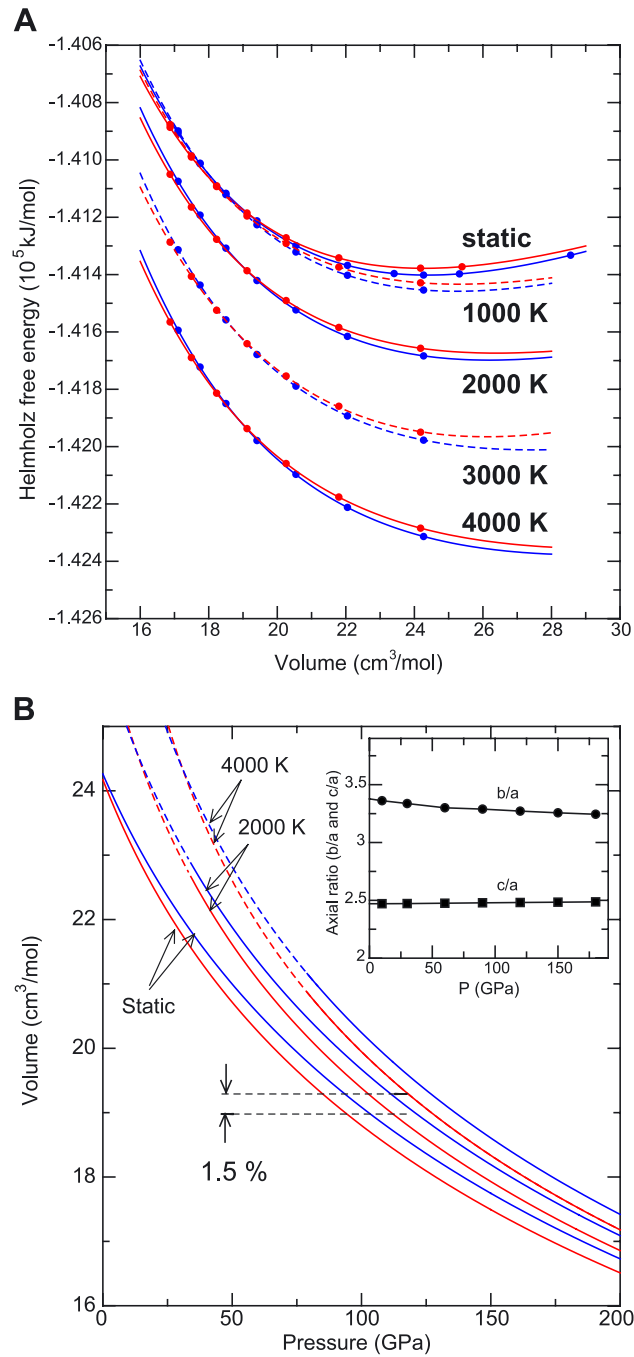 A
-1.406
-1.408
-1.410
-1.412
-1.414
-1.416
-1.418
-1.420
-1.422
-1.424
-1.426
Helmholz free energy (10⁵ kJ/mol)
static
1000 K
2000 K
3000 K
4000 K
16 18 20 22 24 26 28 30
Volume (cm³/mol)
B
24
22
20
18
16
Volume (cm³/mol)
4000 K
2000 K
Static
1.5 %
3.5
3
2.5
2
Axial ratio (b/a and c/a)
b/a
c/a
0 50 100 150
P (GPa)
0 50 100 150 200
Pressure (GPa)